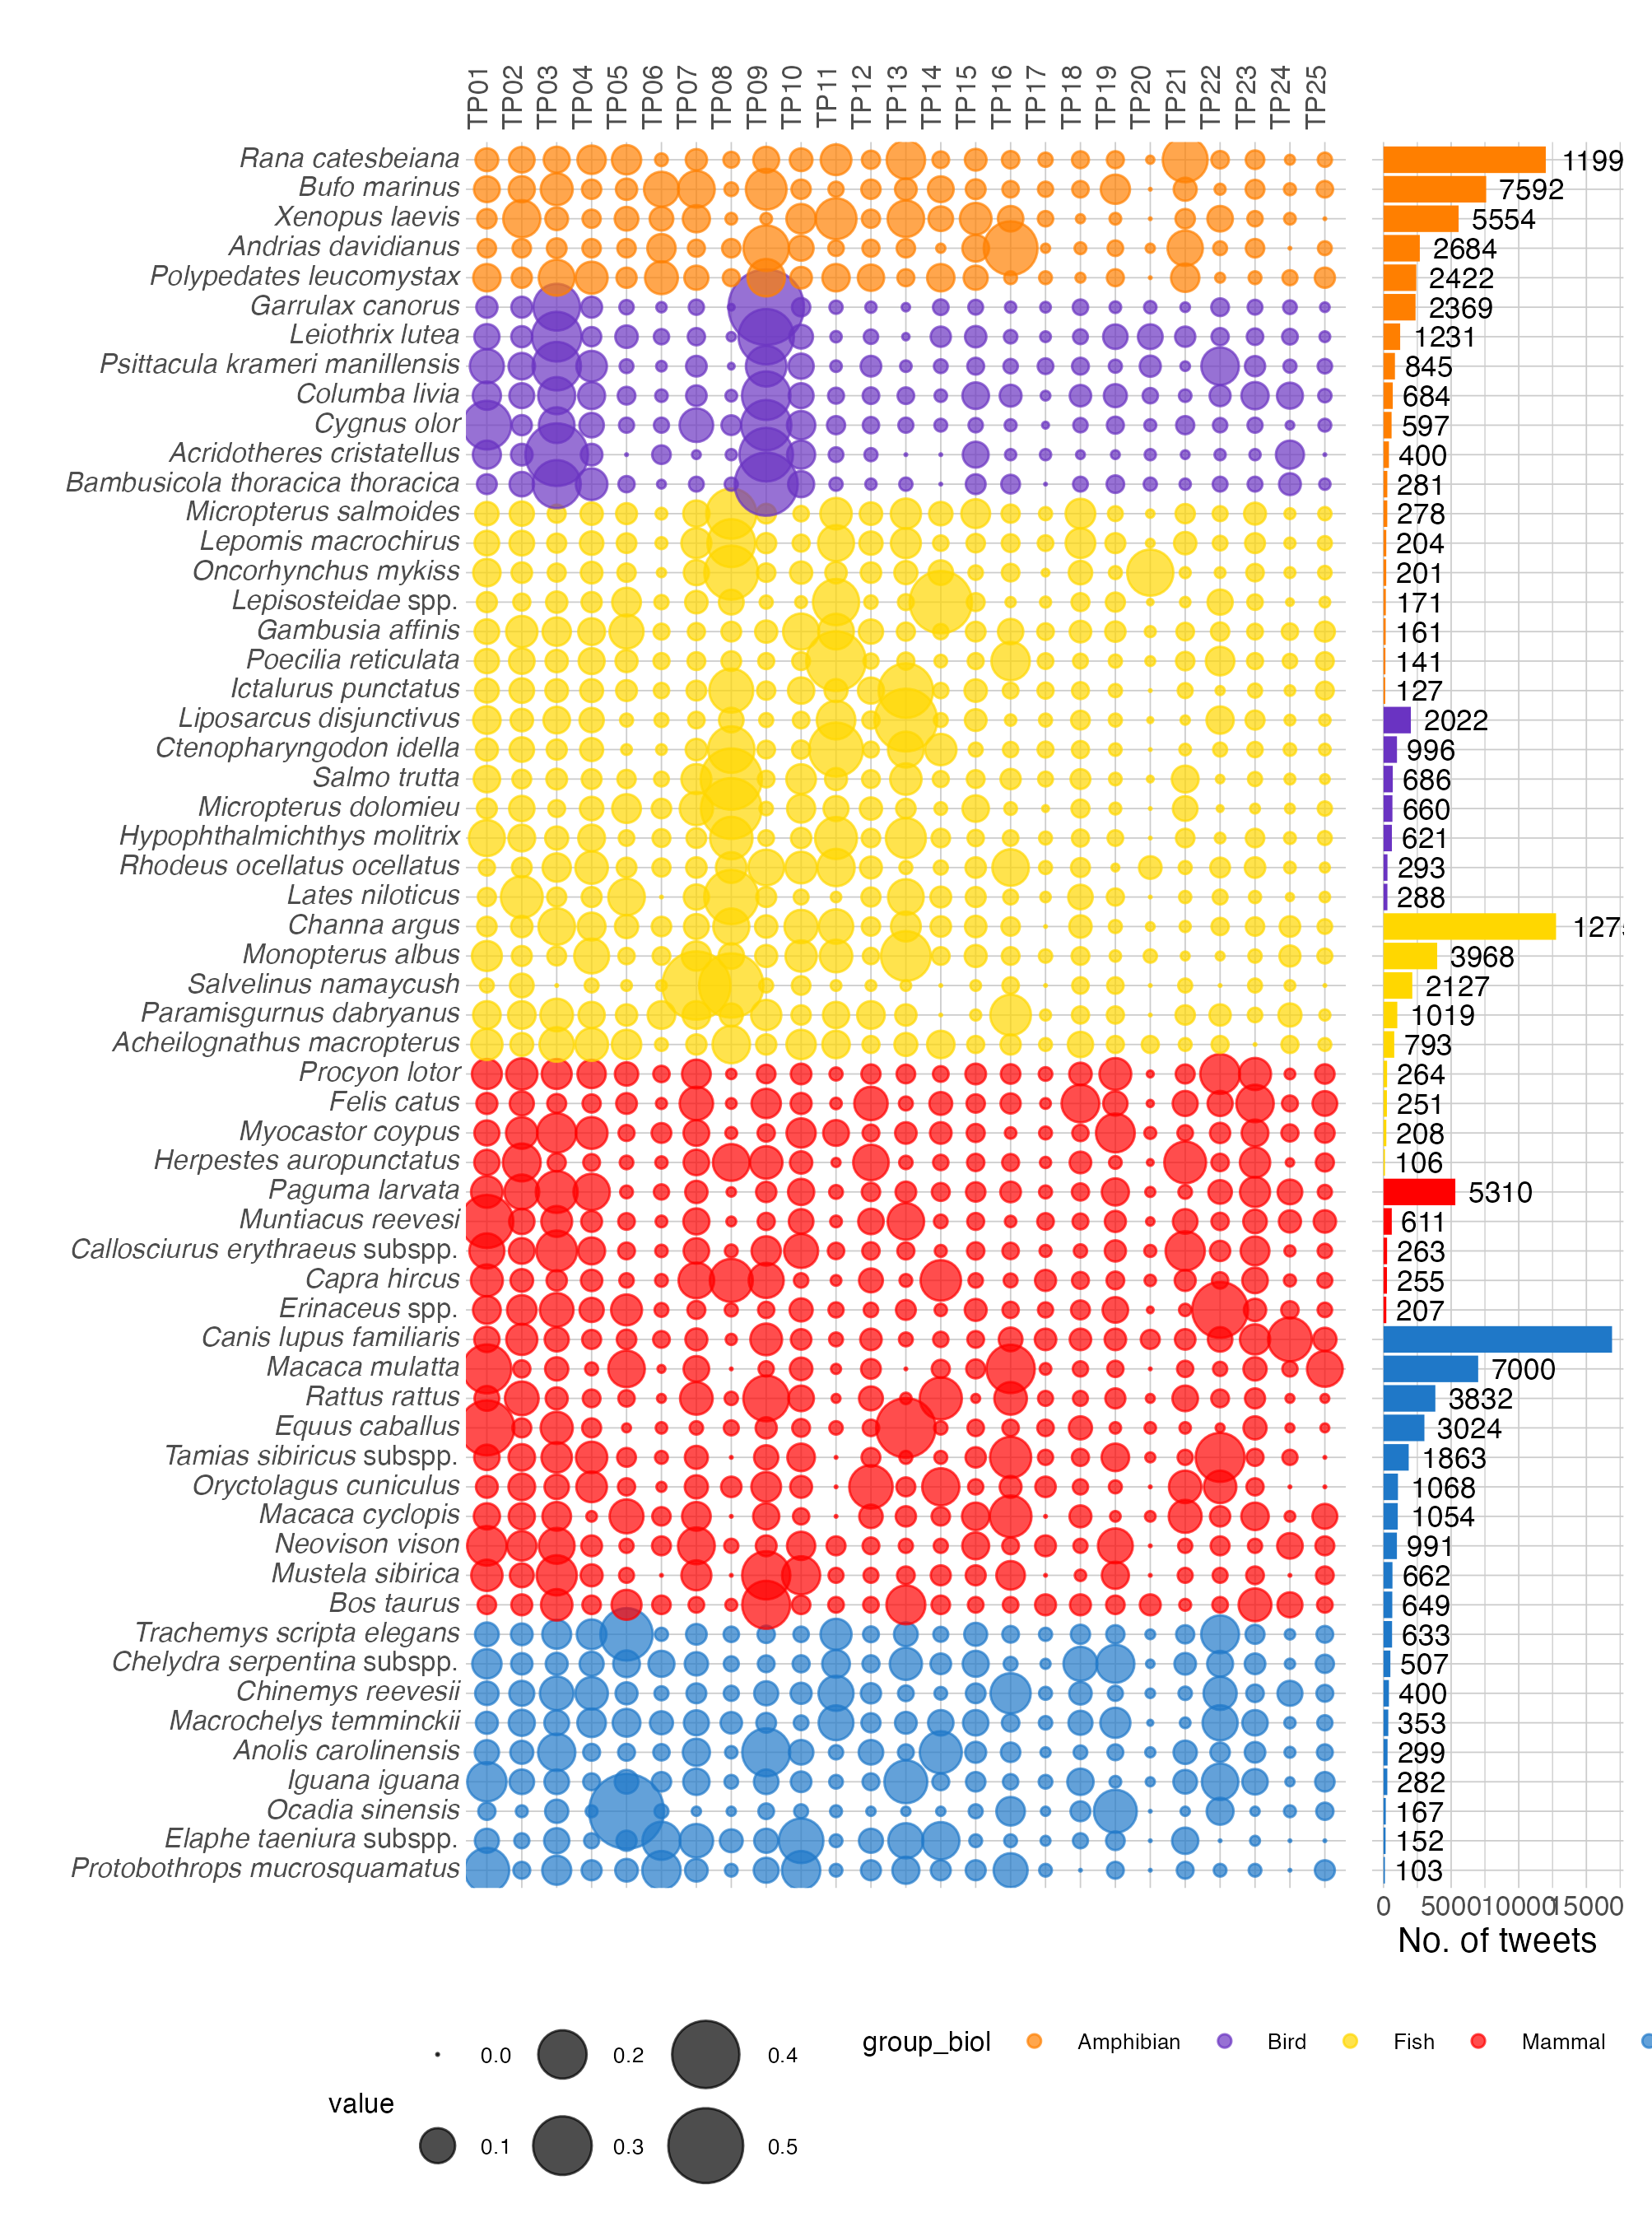 TP01 TP02 TP03 TP04 TP05 TP06 TP07 TP08 TP09 TP10 TP11 TP12 TP13 TP14 TP15 TP16 TP17 TP18 TP19 TP20 TP21 TP22 TP23 TP24 TP25
Rana catesbeiana 1199
Bufo marinus 7592
Xenopus laevis 5554
Andrias davidianus 2684
Polypedates leucomystax 2422
Garrulax canorus 2369
Leiothrix lutea 1231
Psittacula krameri manillensis 845
Columba livia 684
Cygnus olor 597
Acridotheres cristatellus 400
Bambusicola thoracica thoracica 281
Micropterus salmoides 278
Lepomis macrochirus 204
Oncorhynchus mykiss 201
Lepisosteidae spp. 171
Gambusia affinis 161
Poecilia reticulata 141
Ictalurus punctatus 127
Liposarcus disjunctivus 2022
Ctenopharyngodon idella 996
Salmo trutta 686
Micropterus dolomieu 660
Hypophthalmichthys molitrix 621
Rhodeus ocellatus ocellatus 293
Lates niloticus 288
Channa argus 127
Monopterus albus 3968
Salvelinus namaycush 2127
Paramisgurnus dabryanus 1019
Acheilognathus macropterus 793
Procyon lotor 264
Felis catus 251
Myocastor coypus 208
Herpestes auropunctatus 106
Paguma larvata 5310
Muntiacus reevesi 611
Callosciurus erythraeus subspp. 263
Capra hircus 255
Erinaceus spp. 207
Canis lupus familiaris
Macaca mulatta 7000
Rattus rattus 3832
Equus caballus 3024
Tamias sibiricus subspp. 1863
Oryctolagus cuniculus 1068
Macaca cyclopis 1054
Neovison vison 991
Mustela sibirica 662
Bos taurus 649
Trachemys scripta elegans 633
Chelydra serpentina subspp. 507
Chinemys reevesii 400
Macrochelys temminckii 353
Anolis carolinensis 299
Iguana iguana 282
Ocadia sinensis 167
Elaphe taeniura subspp. 152
Protobothrops mucrosquamatus 103
0 5000 10000 15000
No. of tweets
value
0.0 0.2 0.4
0.1 0.3 0.5
group_biol Amphibian Bird Fish Mammal